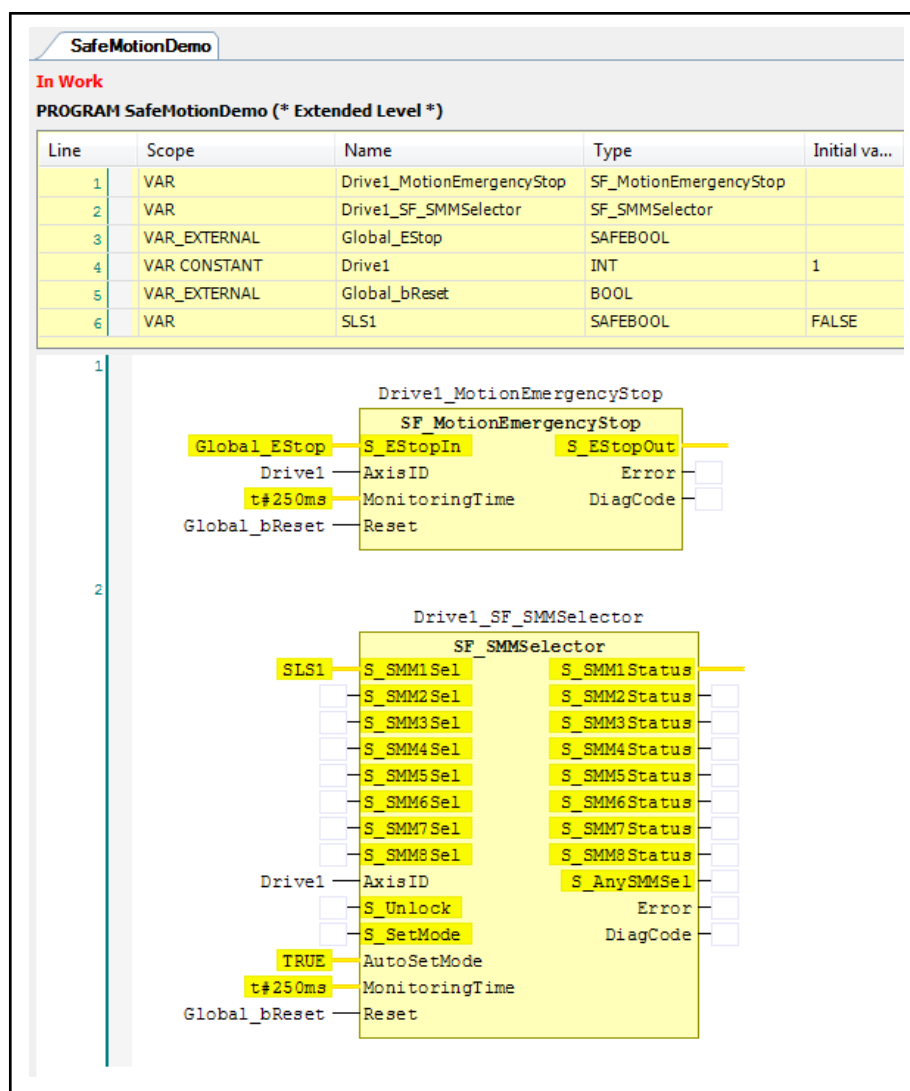 SafeMotionDemo
In Work
PROGRAM SafeMotionDemo (* Extended Level *)
Line Scope Name Type Initial va...
1 VAR Drive1_MotionEmergencyStop SF_MotionEmergencyStop
2 VAR Drive1_SF_SMMSelector SF_SMMSelector
3 VAR_EXTERNAL Global_EStop SAFEBOOL
4 VAR CONSTANT Drive1 INT 1
5 VAR_EXTERNAL Global_bReset BOOL
6 VAR SLS1 SAFEBOOL FALSE
1
Drive1_MotionEmergencyStop
SF_MotionEmergencyStop
Global_EStop S_EStopIn S_EStopOut
Drive1 AxisID Error
t#250ms MonitoringTime DiagCode
Global_bReset Reset
2
Drive1_SF_SMMSelector
SF_SMMSelector
SLS1 S_SMM1Sel S_SMM1Status
S_SMM2Sel S_SMM2Status
S_SMM3Sel S_SMM3Status
S_SMM4Sel S_SMM4Status
S_SMM5Sel S_SMM5Status
S_SMM6Sel S_SMM6Status
S_SMM7Sel S_SMM7Status
S_SMM8Sel S_SMM8Status
Drive1 AxisID S_AnySMMSel
S_Unlock Error
S_SetMode DiagCode
TRUE AutoSetMode
t#250ms MonitoringTime
Global_bReset Reset